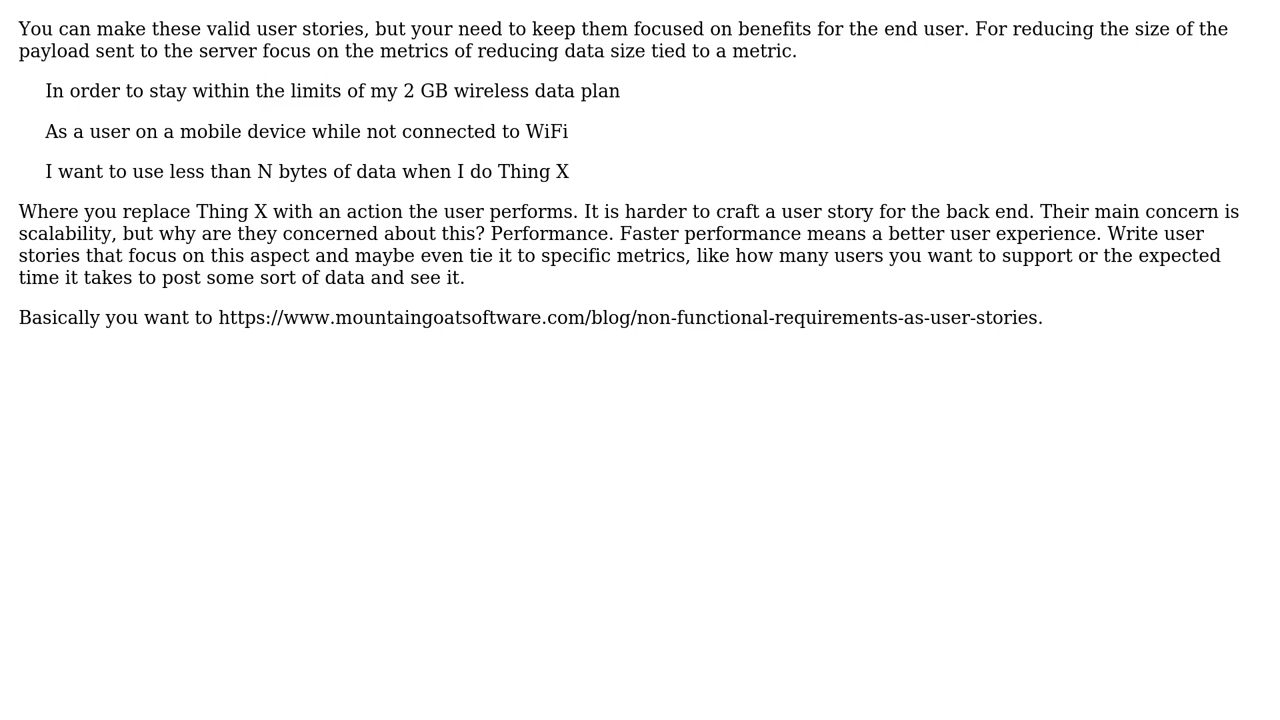 You can make these valid user stories, but your need to keep them focused on benefits for the end user. For reducing the size of the
payload sent to the server focus on the metrics of reducing data size tied to a metric.
In order to stay within the limits of my 2 GB wireless data plan
As a user on a mobile device while not connected to WiFi
I want to use less than N bytes of data when I do Thing X
Where you replace Thing X with an action the user performs. It is harder to craft a user story for the back end. Their main concern is
scalability, but why are they concerned about this? Performance. Faster performance means a better user experience. Write user
stories that focus on this aspect and maybe even tie it to specific metrics, like how many users you want to support or the expected
time it takes to post some sort of data and see it.
Basically you want to https://www.mountaingoatsoftware.com/blog/non-functional-requirements-as-user-stories.